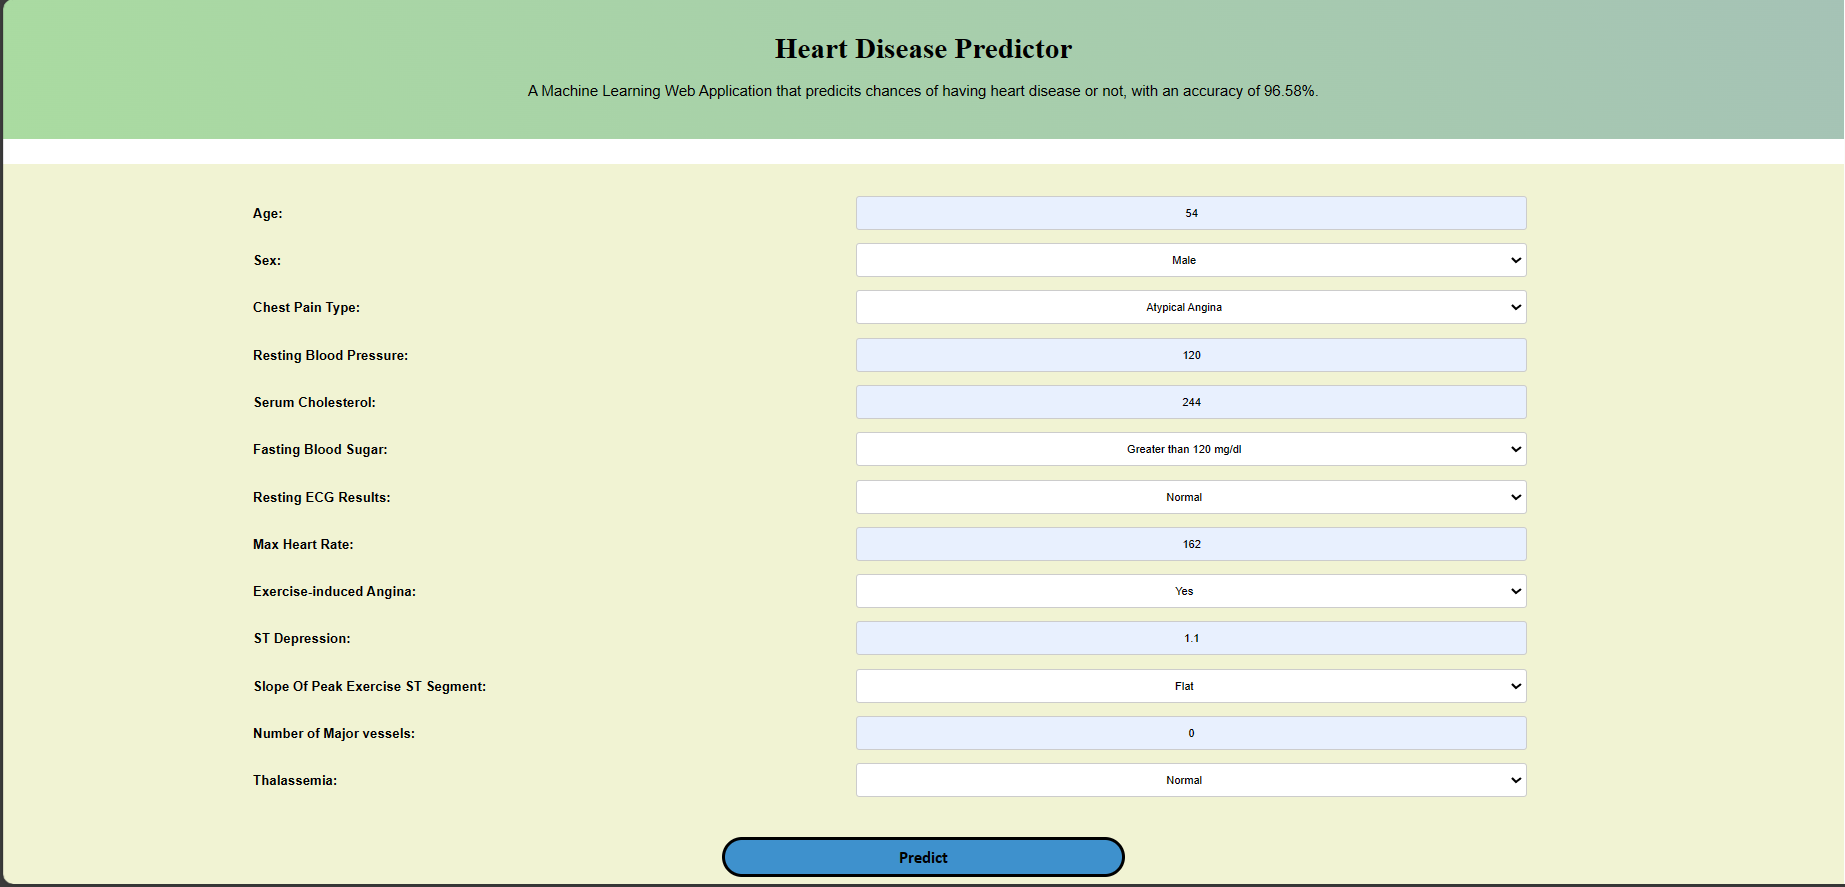 Heart Disease Predictor
A Machine Learning Web Application that predicits chances of having heart disease or not, with an accuracy of 96.58%.
Age: 54
Sex: Male
Chest Pain Type: Atypical Angina
Resting Blood Pressure: 120
Serum Cholesterol: 244
Fasting Blood Sugar: Greater than 120 mg/dl
Resting ECG Results: Normal
Max Heart Rate: 162
Exercise-induced Angina: Yes
ST Depression: 1.1
Slope Of Peak Exercise ST Segment: Flat
Number of Major vessels: 0
Thalassemia: Normal
Predict